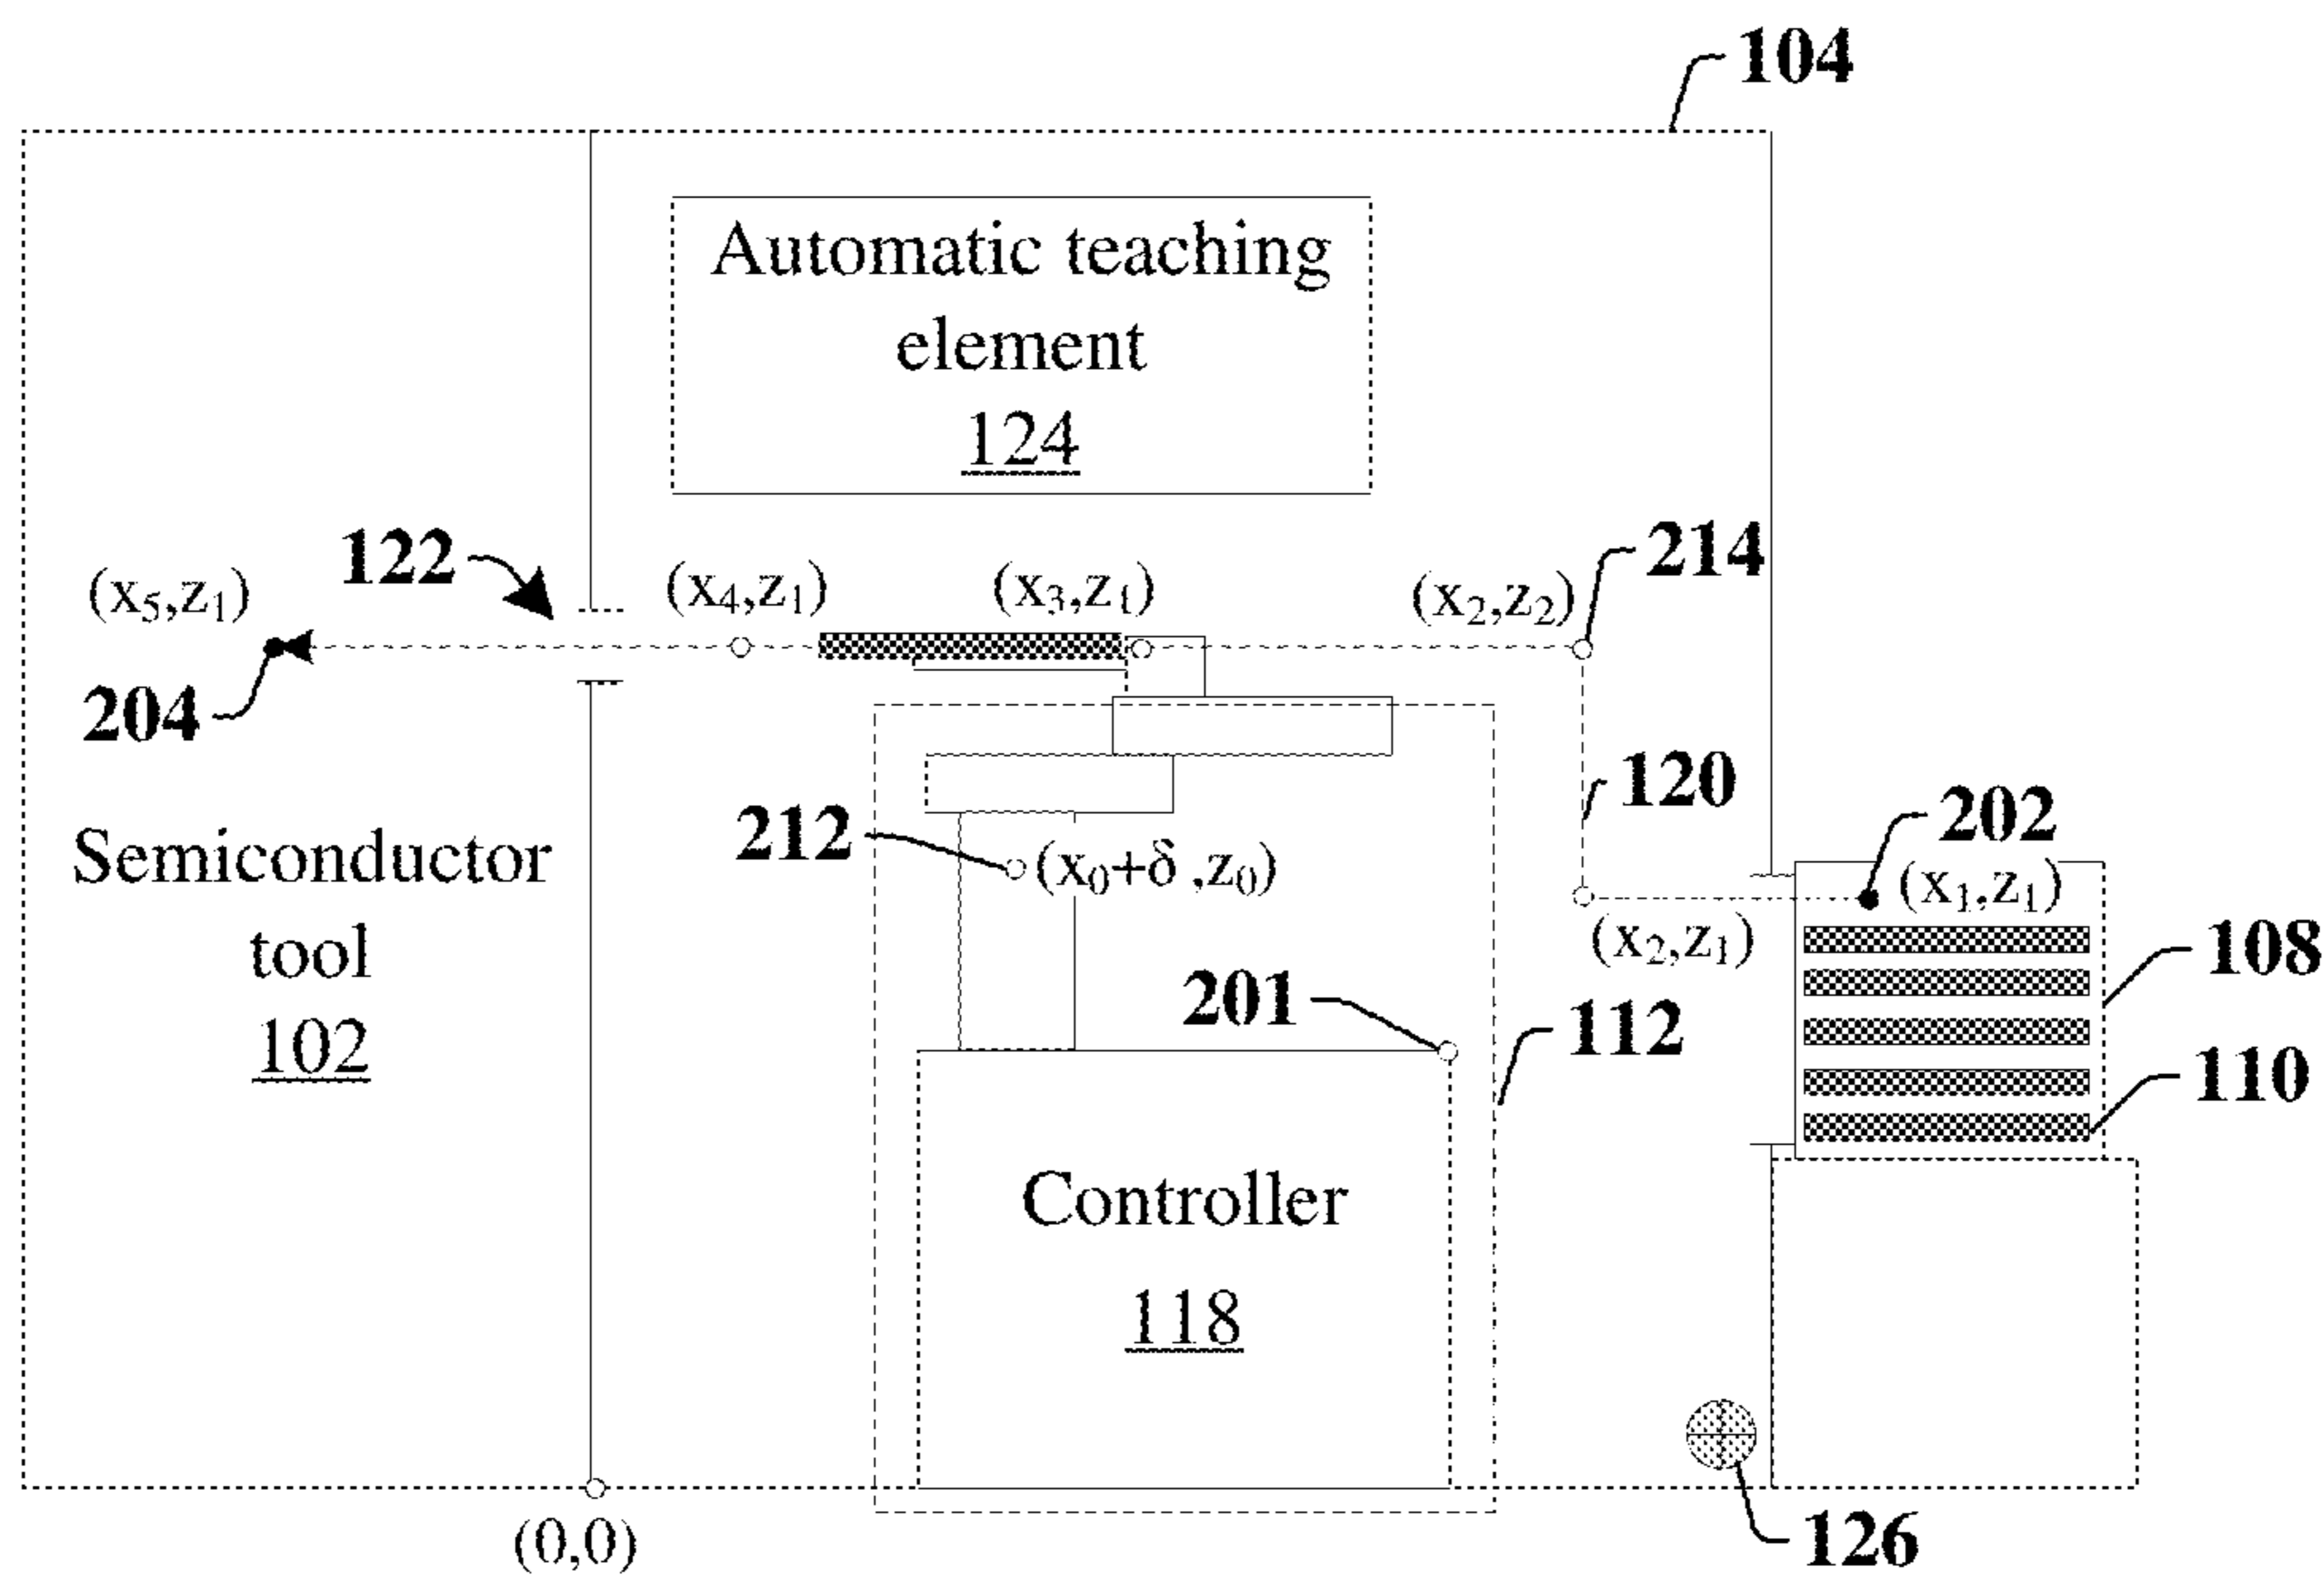 104
Automatic teaching
element
124
122
214
(x₅,z₁)
(x₄,z₁)
(x₃,z₁)
(x₂,z₂)
204
120
202
212
(x₀+δ ,z₀)
(x₁,z₁)
Semiconductor
tool
102
(x₂,z₁)
108
201
112
110
Controller
118
(0,0)
126